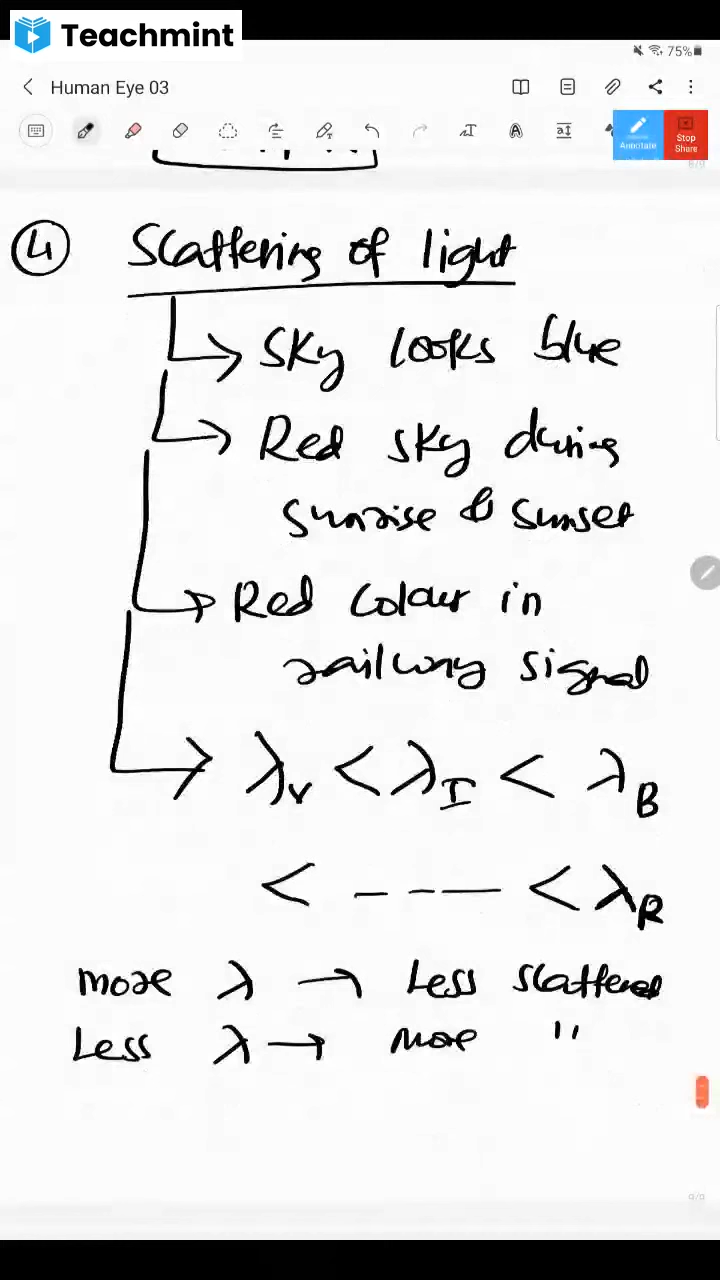 Teachmint
75%
Human Eye 03
Annotate
Stop
Share
4 Scattering of light
Sky looks blue
Red sky during
sunrise & sunset
Red colour in
railway signal
λV < λI < λB
< - - - < λR
more λ → Less scattered
Less λ → more "